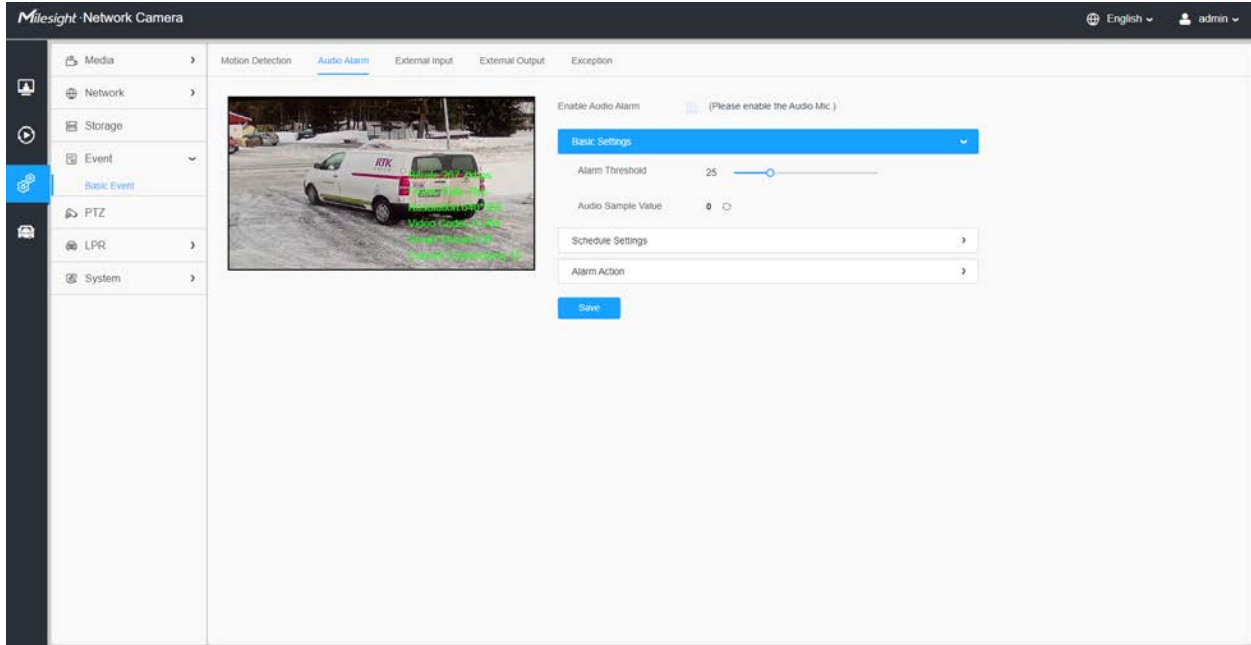 Milesight·Network Camera
English
admin
Media
Network
Storage
Event
Basic Event
PTZ
LPR
System
Motion Detection
Audio Alarm
External Input
External Output
Exception
RTK
Enable Audio Alarm
(Please enable the Audio Mic.)
Basic Settings
Alarm Threshold
25
Audio Sample Value
0
Schedule Settings
Alarm Action
Save